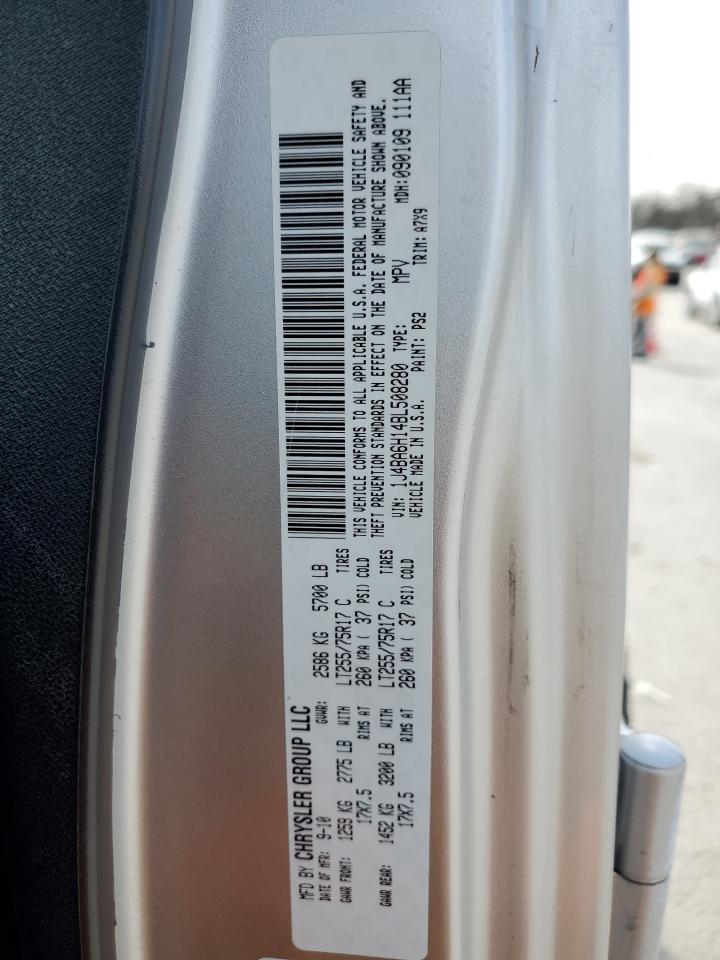 MFD BY CHRYSLER GROUP LLC
DATE OF MFR: 9-10 GVWR: 2586 KG 5700 LB
GAWR FRONT: 1259 KG 2775 LB WITH LT255/75R17 C TIRES
17X7.5 RIMS AT 260 KPA ( 37 PSI) COLD
GAWR REAR: 1452 KG 3200 LB WITH LT255/75R17 C TIRES
17X7.5 RIMS AT 260 KPA ( 37 PSI) COLD
THIS VEHICLE CONFORMS TO ALL APPLICABLE U.S.A. FEDERAL MOTOR VEHICLE SAFETY AND
THEFT PREVENTION STANDARDS IN EFFECT ON THE DATE OF MANUFACTURE SHOWN ABOVE.
VIN: 1J4BA6H14BL508280 TYPE: MPV MDH:090109 111AA
VEHICLE MADE IN U.S.A. PAINT: PS2 TRIM: A7X9